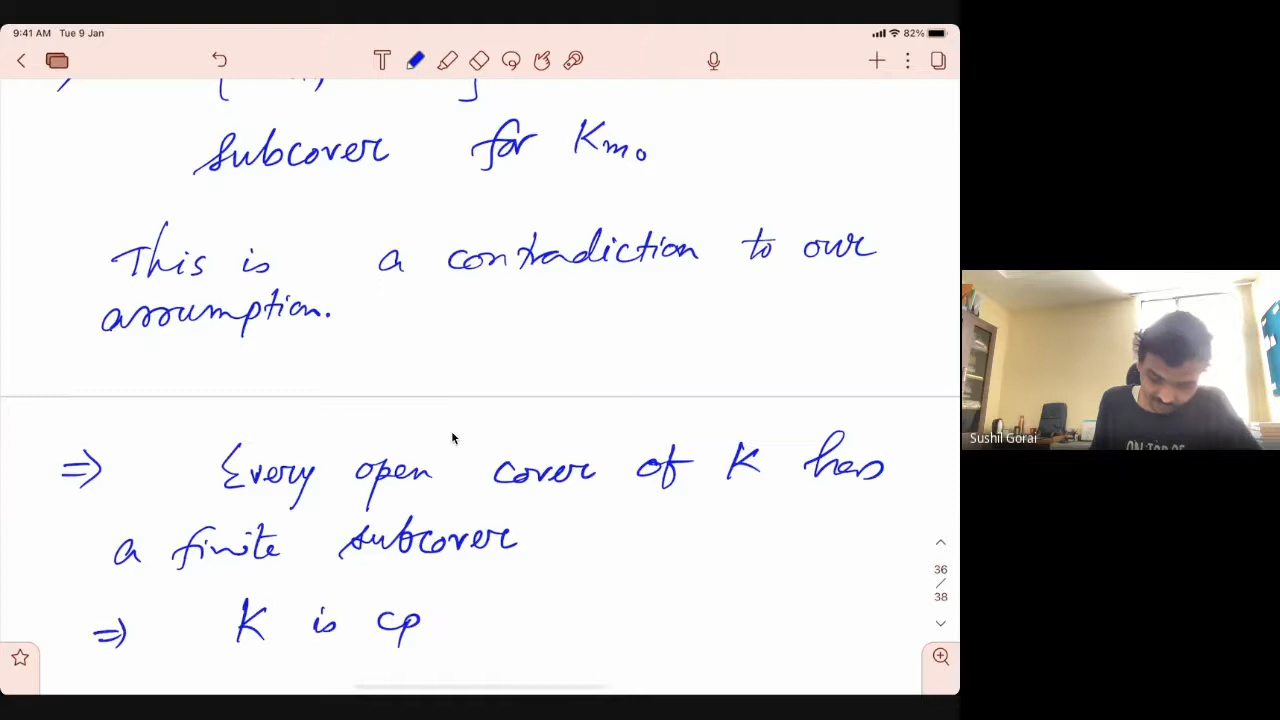 9:41 AM Tue 9 Jan
82%
T
subcover for Km₀
This is a contradiction to our
assumption.
⇒ Every open cover of K has
a finite subcover
⇒ K is cp
36
/
38
Sushil Gorai